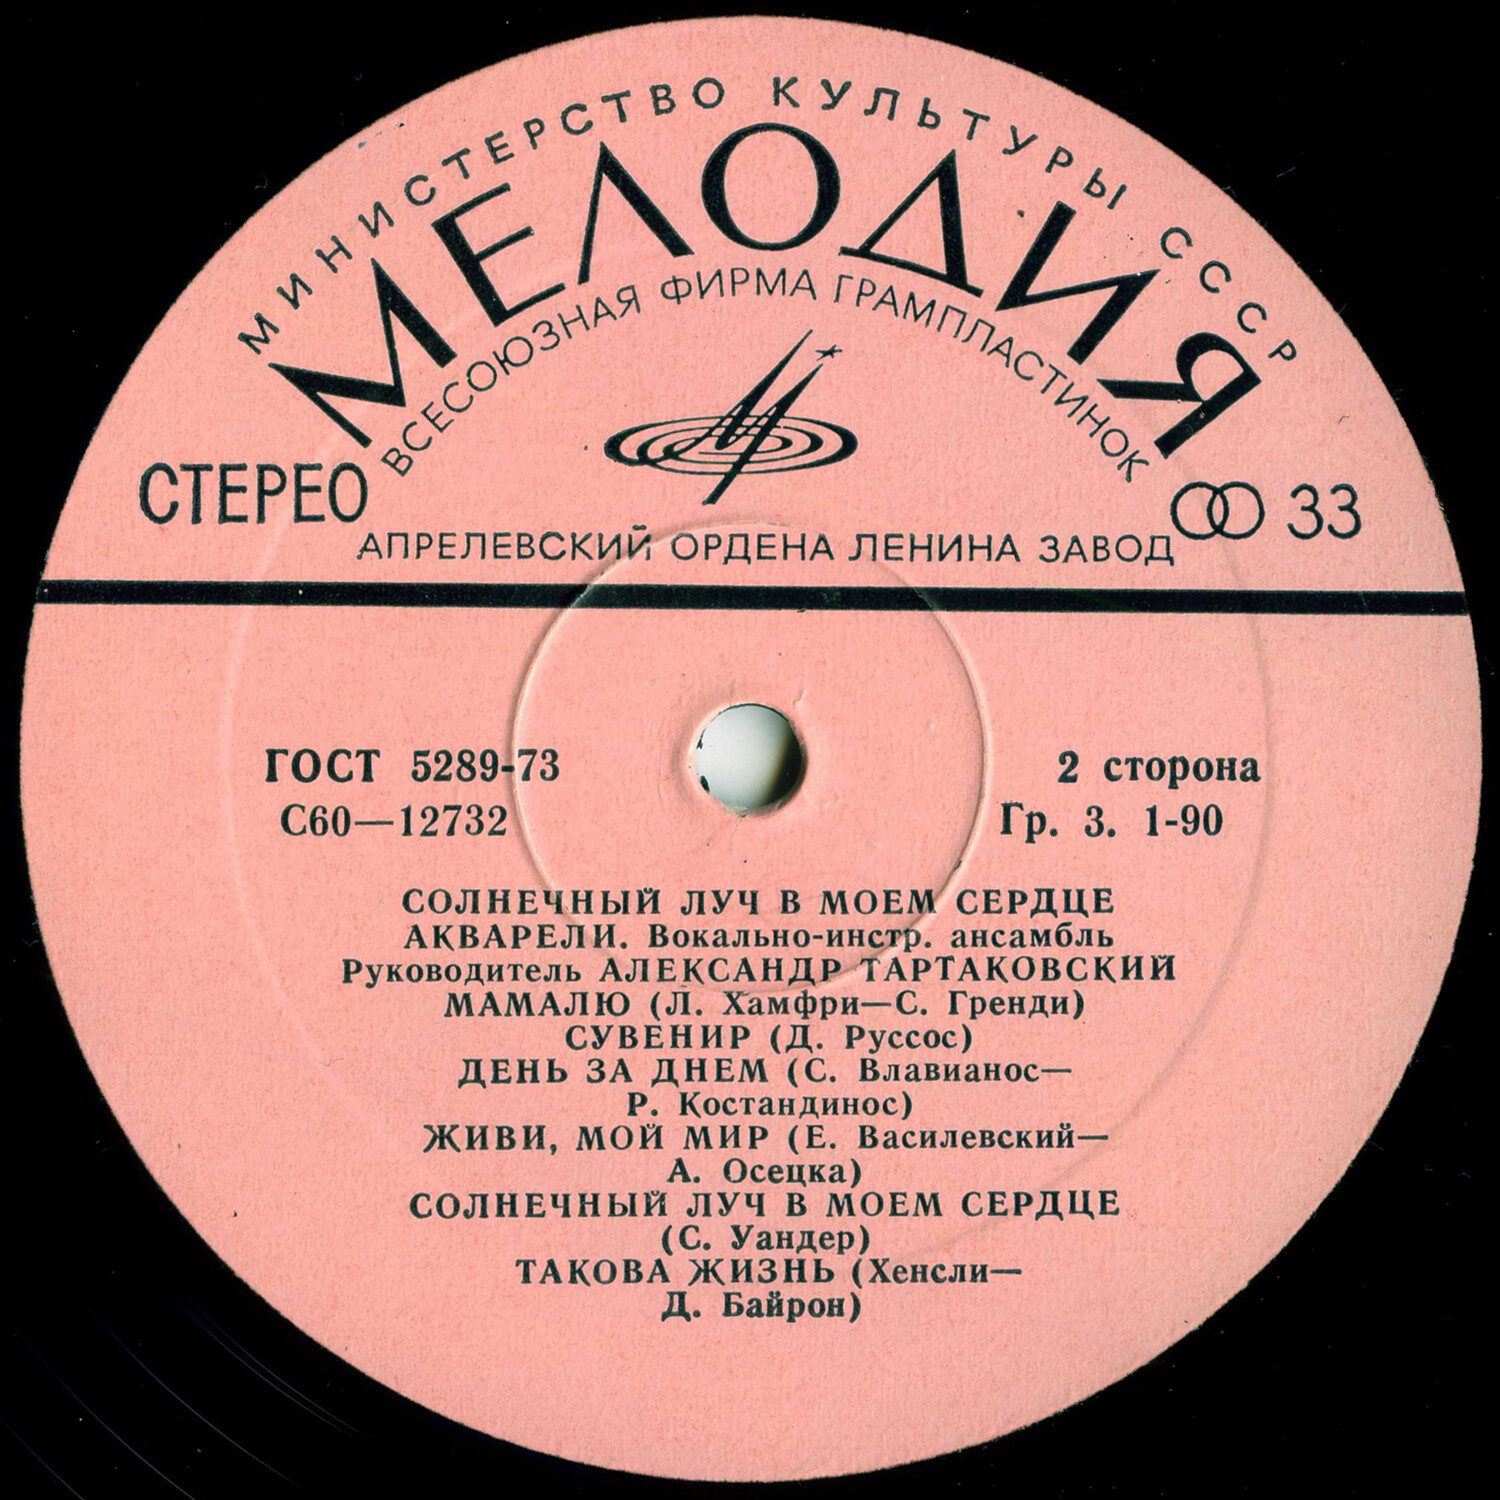 МИНИСТЕРСТВО КУЛЬТУРЫ СССР
МЕЛОДИЯ
ВСЕСОЮЗНАЯ ФИРМА ГРАМПЛАСТИНОК
СТЕРЕО
33
АПРЕЛЕВСКИЙ ОРДЕНА ЛЕНИНА ЗАВОД
ГОСТ 5289-73
2 сторона
С60—12732
Гр. 3. 1-90
СОЛНЕЧНЫЙ ЛУЧ В МОЕМ СЕРДЦЕ
АКВАРЕЛИ. Вокально-инстр. ансамбль
Руководитель АЛЕКСАНДР ТАРТАКОВСКИЙ
МАМАЛЮ (Л. Хамфри—С. Гренди)
СУВЕНИР (Д. Руссос)
ДЕНЬ ЗА ДНЕМ (С. Влавианос—
Р. Костандинос)
ЖИВИ, МОЙ МИР (Е. Василевский—
А. Осецка)
СОЛНЕЧНЫЙ ЛУЧ В МОЕМ СЕРДЦЕ
(С. Уандер)
ТАКОВА ЖИЗНЬ (Хенсли—
Д. Байрон)